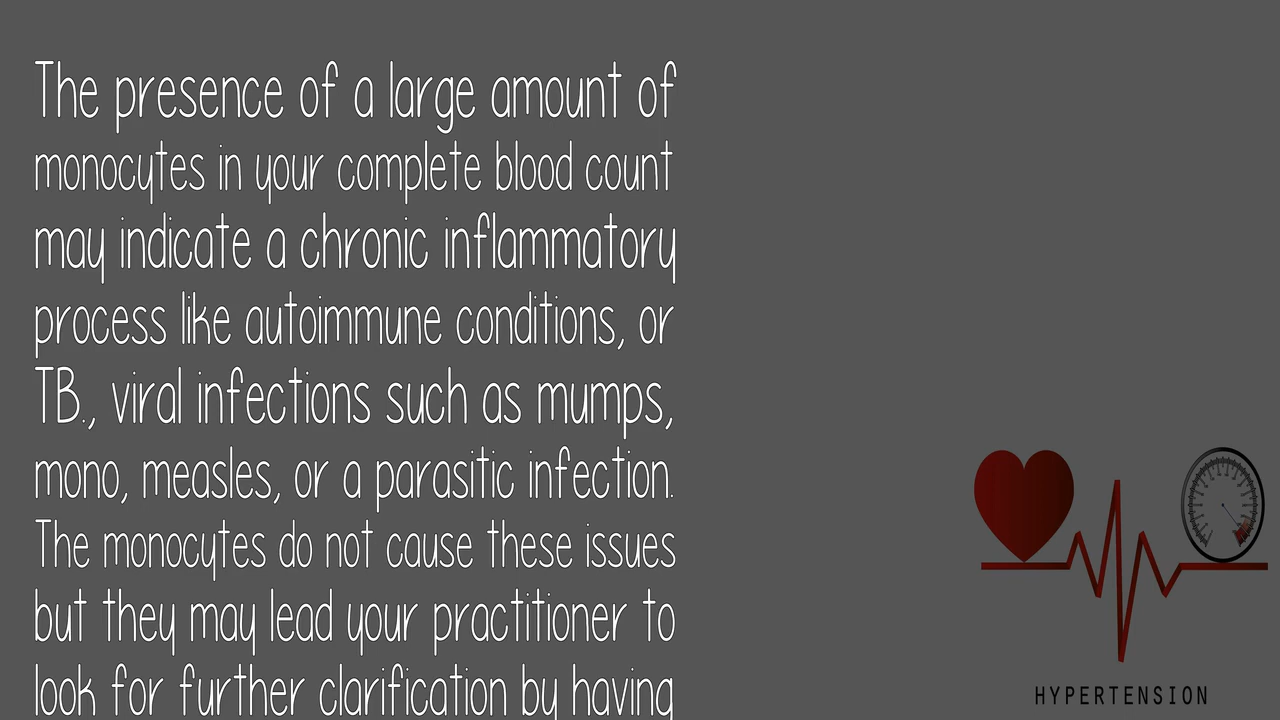 The presence of a large amount of
monocytes in your complete blood count
may indicate a chronic inflammatory
process like autoimmune conditions, or
TB., viral infections such as mumps,
mono, measles, or a parasitic infection.
The monocytes do not cause these issues
but they may lead your practitioner to
look for further clarification by having
HYPERTENSION